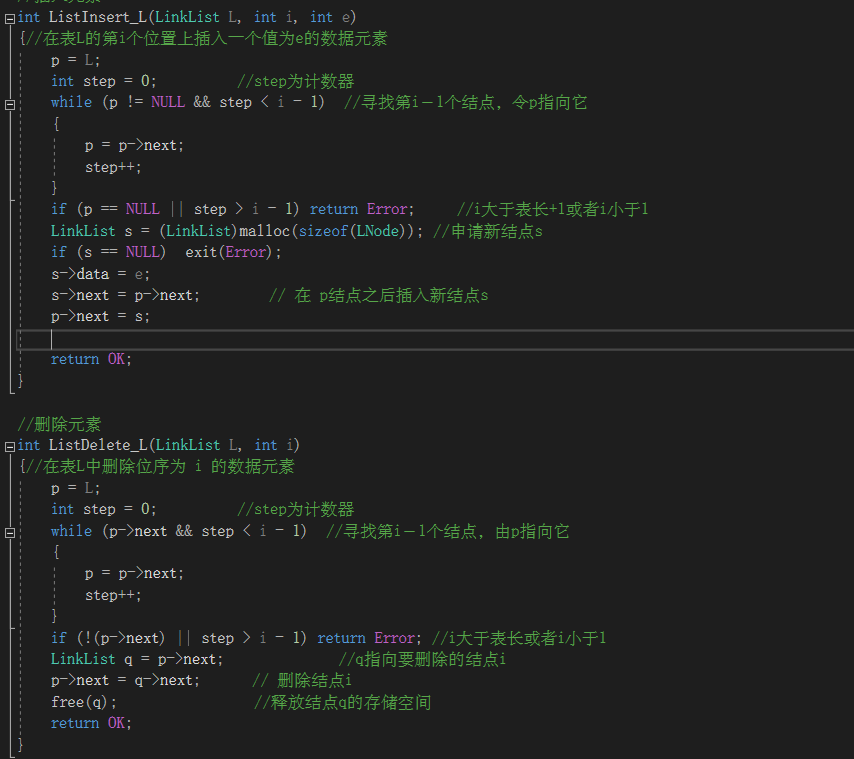 int ListInsert_L(LinkList L, int i, int e)
{//在表L的第i个位置上插入一个值为e的数据元素
p = L;
int step = 0; //step为计数器
while (p != NULL && step < i - 1) //寻找第i－1个结点，令p指向它
{
p = p->next;
step++;
}
if (p == NULL || step > i - 1) return Error; //i大于表长+1或者i小于1
LinkList s = (LinkList)malloc(sizeof(LNode)); //申请新结点s
if (s == NULL) exit(Error);
s->data = e;
s->next = p->next; // 在 p结点之后插入新结点s
p->next = s;
return OK;
}
//删除元素
int ListDelete_L(LinkList L, int i)
{//在表L中删除位序为 i 的数据元素
p = L;
int step = 0; //step为计数器
while (p->next && step < i - 1) //寻找第i－1个结点，由p指向它
{
p = p->next;
step++;
}
if (!(p->next) || step > i - 1) return Error; //i大于表长或者i小于1
LinkList q = p->next; //q指向要删除的结点i
p->next = q->next; // 删除结点i
free(q); //释放结点q的存储空间
return OK;
}